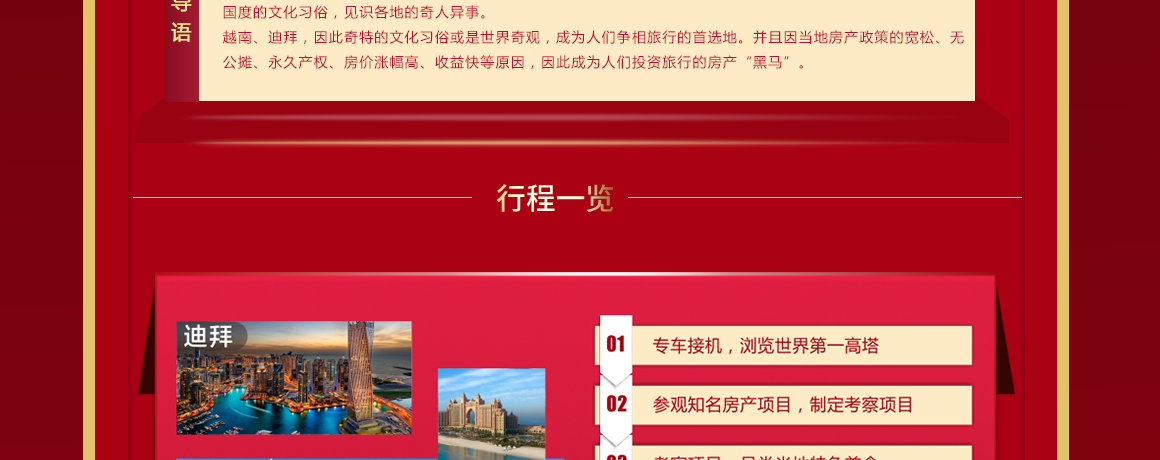 导语
国度的文化习俗，见识各地的奇人异事。
越南、迪拜，因此奇特的文化习俗或是世界奇观，成为人们争相旅行的首选地。并且因当地房产政策的宽松、无
公摊、永久产权、房价涨幅高、收益快等原因，因此成为人们投资旅行的房产“黑马”。
行程一览
迪拜
01 专车接机，浏览世界第一高塔
02 参观知名房产项目，制定考察项目